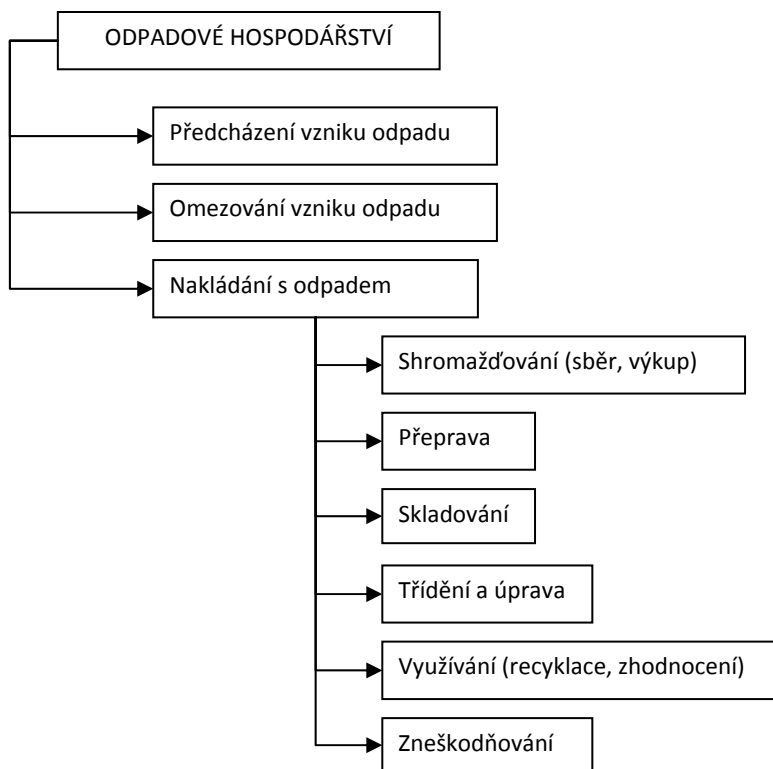 ODPADOVÉ HOSPODÁŘSTVÍ
Předcházení vzniku odpadu
Omezování vzniku odpadu
Nakládání s odpadem
Shromažďování (sběr, výkup)
Přeprava
Skladování
Třídění a úprava
Využívání (recyklace, zhodnocení)
Zneškodňování